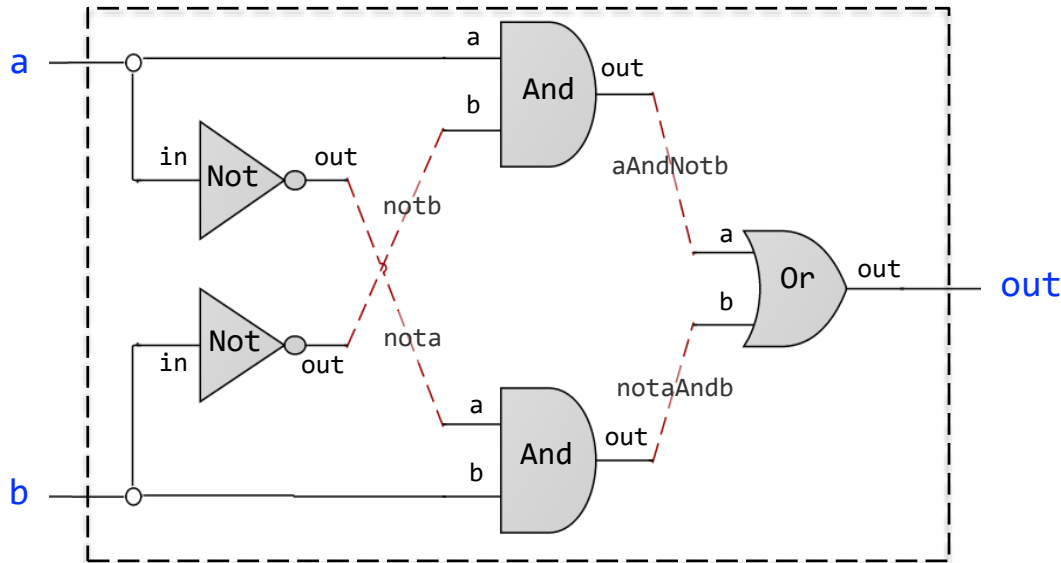 a
a
out
And
b
aAndNotb
in
Not
out
notb
a
Or
out
out
b
nota
in
Not
out
notaAndb
a
out
And
b
b